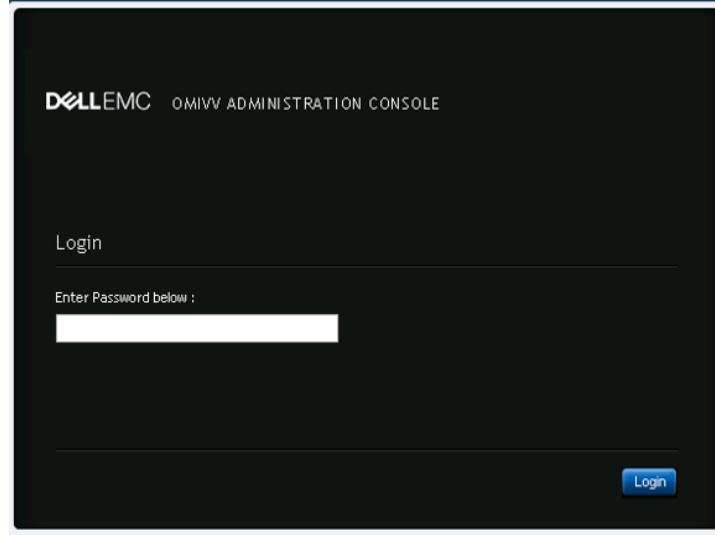 DELLEMC OMIVV ADMINISTRATION CONSOLE
Login
Enter Password below :
Login